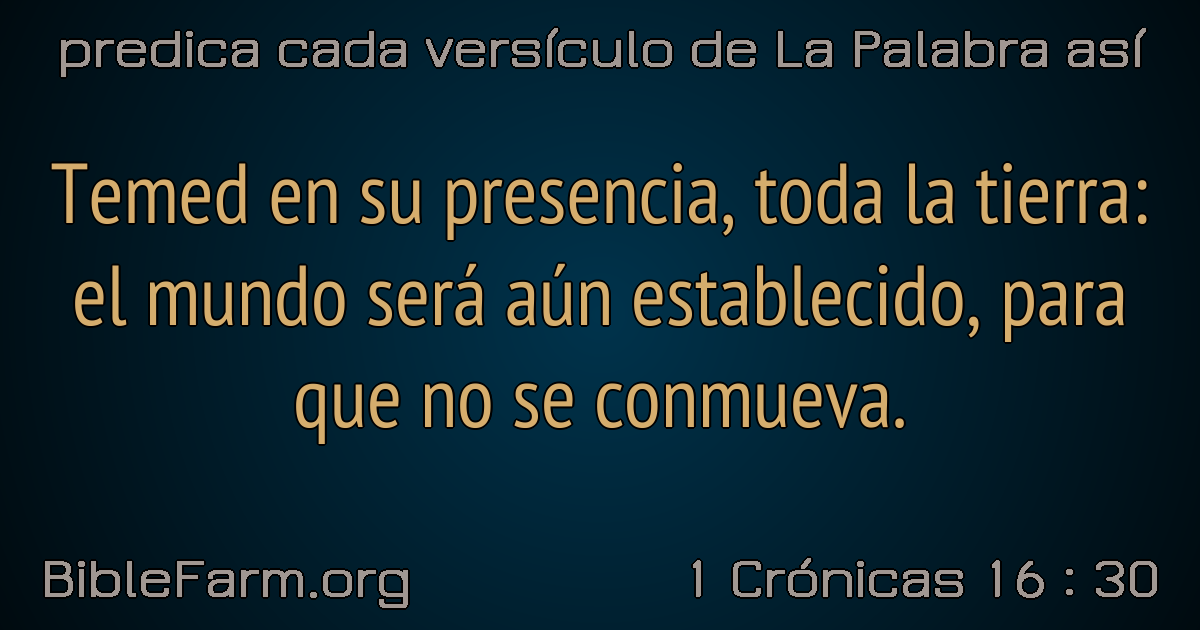 predica cada versículo de La Palabra así
Temed en su presencia, toda la tierra:
el mundo será aún establecido, para
que no se conmueva.
BibleFarm.org
1 Crónicas 16 : 30